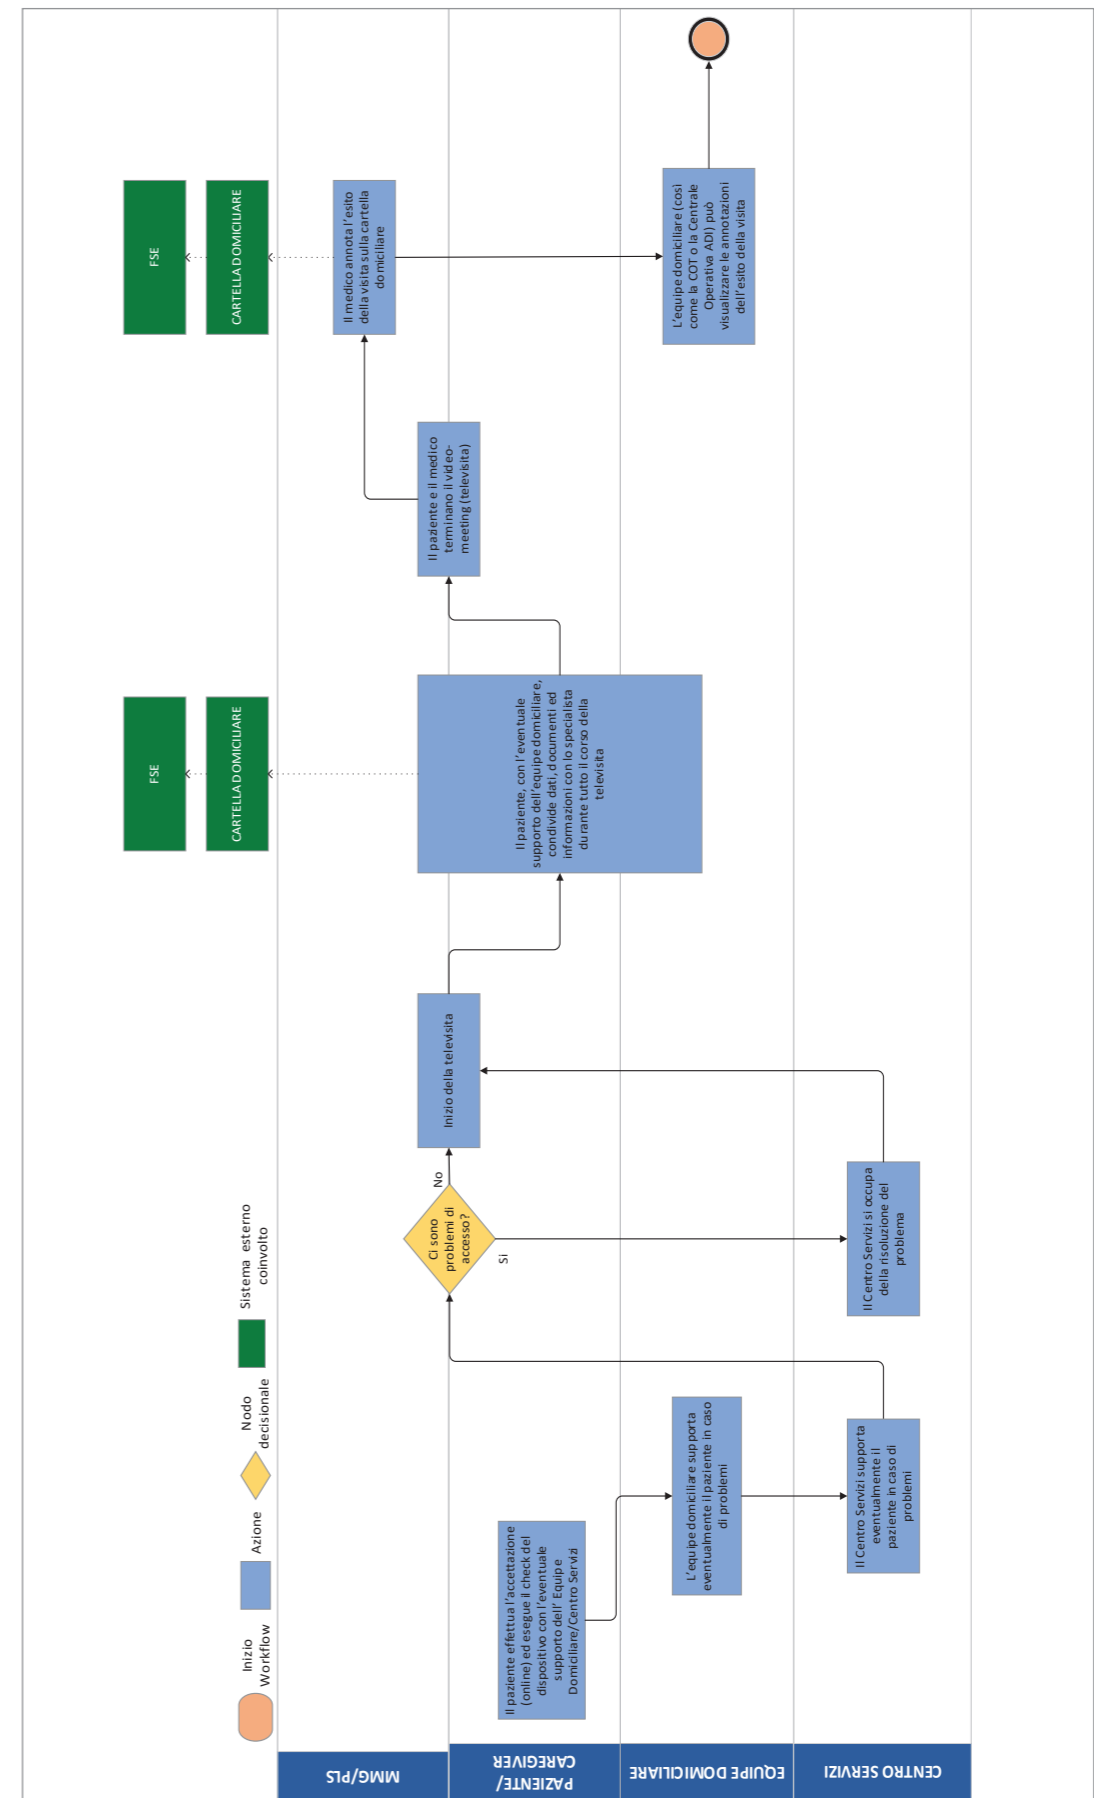 Inizio
Workflow
Azione
Nodo
decisionale
Sistema esterno
coinvolto
MMG/PLS
PAZIENTE/
CAREGIVER
EQUIPE DOMICILIARE
CENTRO SERVIZI
Il paziente effettua l'accettazione
(online) ed esegue il check del
dispositivo con l'eventuale
supporto dell' Equipe
Domiciliare/Centro Servizi
L'equipe domiciliare supporta
eventualmente il paziente in caso
di problemi
Il Centro Servizi supporta
eventualmente il
paziente in caso di
problemi
Ci sono
problemi di
accesso?
No
Si
Il Centro Servizi si occupa
della risoluzione del
problema
Inizio della televisita
Il paziente, con l'eventuale
supporto dell'equipe domiciliare,
condivide dati, documenti ed
informazioni con lo specialista
durante tutto il corso della
televisita
FSE
CARTELLA DOMICILIARE
Il paziente e il medico
terminano il video-
meeting (televisita)
Il medico annota l'esito
della visita sulla cartella
domiciliare
FSE
CARTELLA DOMICILIARE
L'equipe domiciliare (così
come la COT o la Centrale
Operativa ADI) può
visualizzare le annotazioni
dell'esito della visita